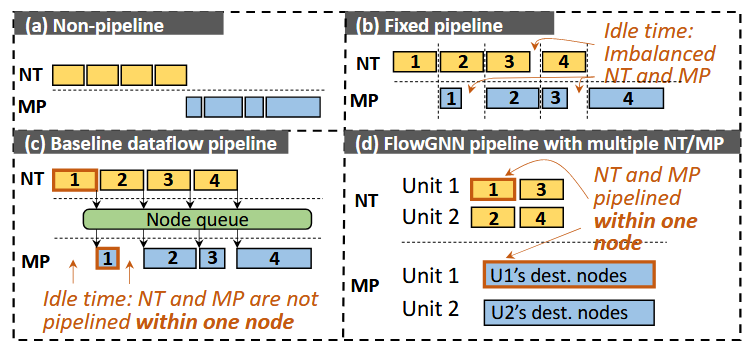 (a) Non-pipeline
NT
MP
(b) Fixed pipeline
Idle time:
Imbalanced
NT and MP
NT 1 2 3 4
MP 1 2 3 4
(c) Baseline dataflow pipeline
NT 1 2 3 4
Node queue
MP 1 2 3 4
Idle time: NT and MP are not
pipelined within one node
(d) FlowGNN pipeline with multiple NT/MP
NT
Unit 1 1 3
Unit 2 2 4
NT and MP
pipelined
within one
node
MP
Unit 1 U1's dest. nodes
Unit 2 U2's dest. nodes